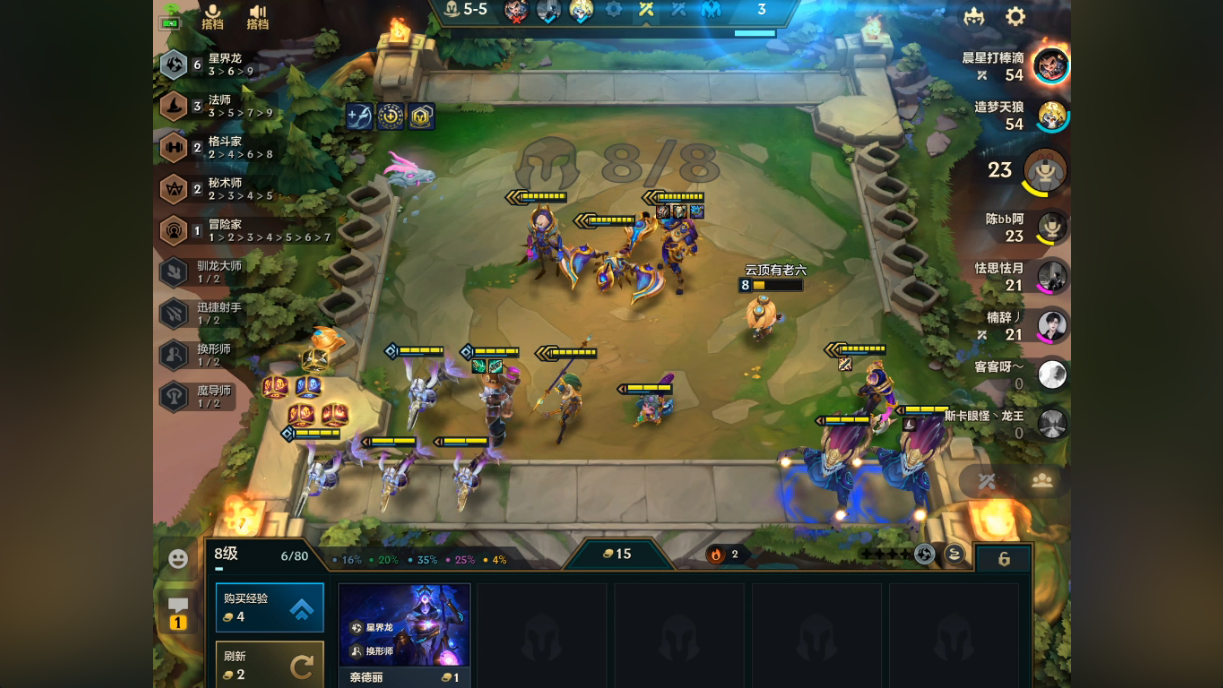 搭档
搭档
5-5
3
6
星界龙
3 > 6 > 9
3
法师
3 > 5 > 7 > 9
2
格斗家
2 > 4 > 6 > 8
2
秘术师
2 > 3 > 4 > 5
1
冒险家
1 > 2 > 3 > 4 > 5 > 6 > 7
驯龙大师
1 / 2
迅捷射手
1 / 2
换形师
1 / 2
魔导师
1 / 2
8/8
云顶有老六
8
晨星打棒滴
54
造梦天狼
54
23
陈bb阿
23
怯思怯月
21
楠辞丿
21
客客呀～
0
斯卡眼怪丶龙王
0
8级
6/80
16%
20%
35%
25%
4%
15
2
1
购买经验
4
刷新
2
星界龙
换形师
奈德丽
1